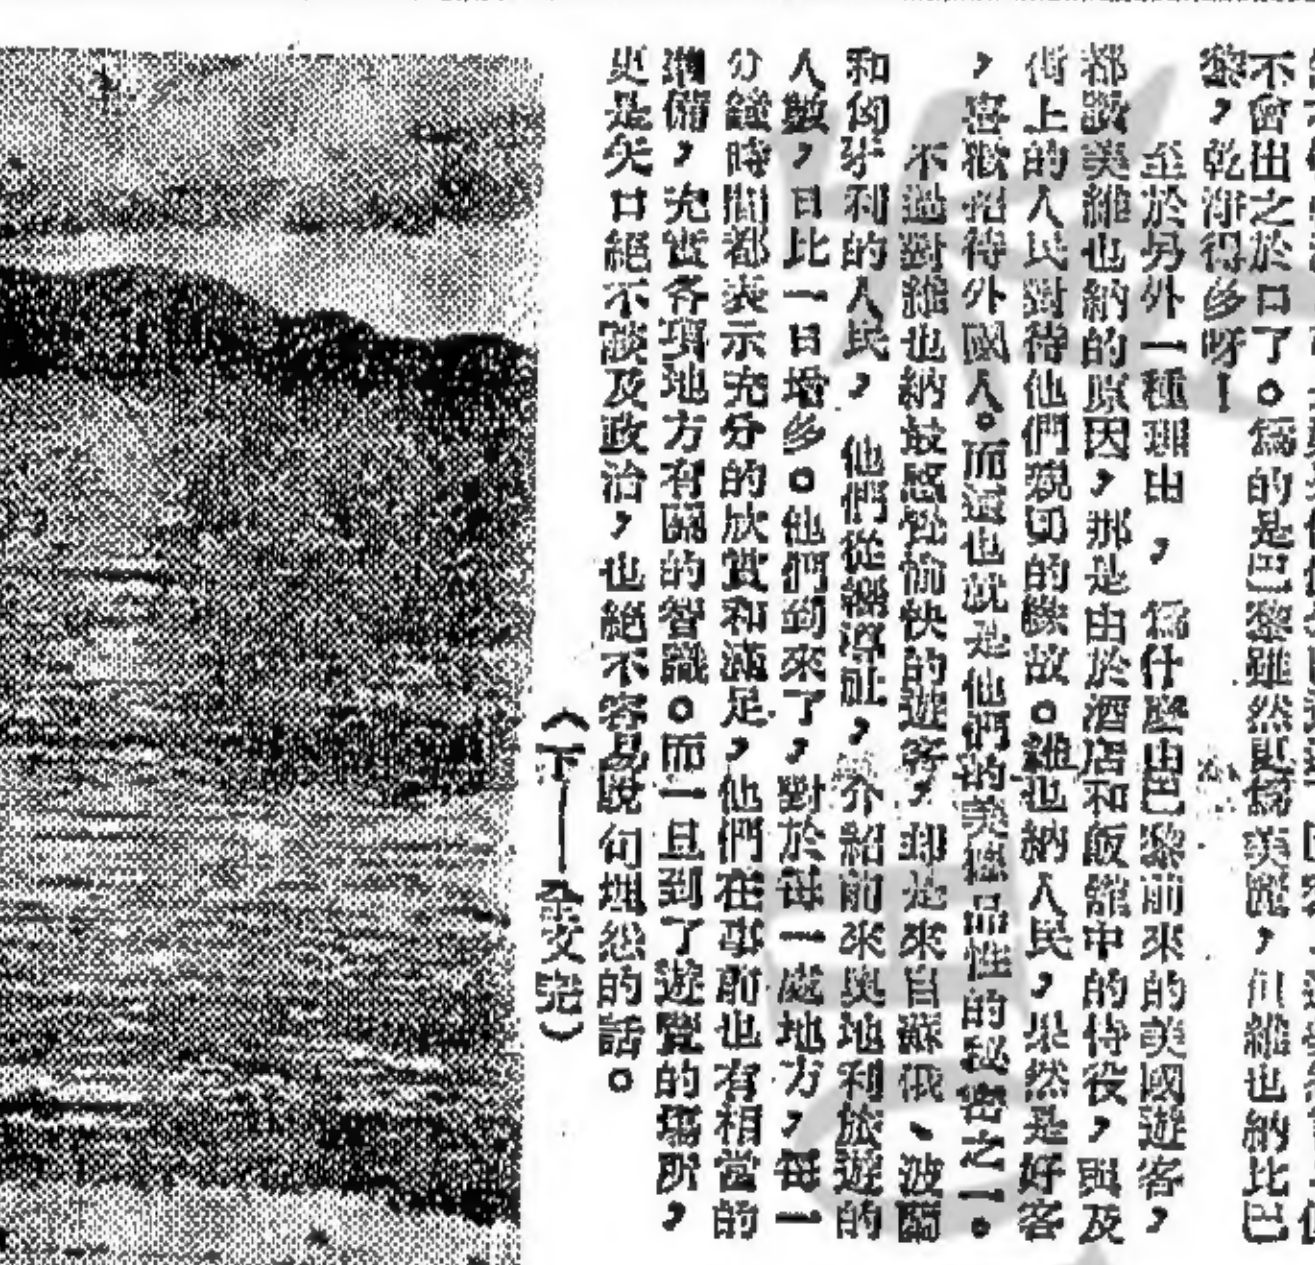 不會出之於口了。爲的是巴黎雖然更爲美麗，但維也納比巴
黎，乾淨得多呀！
至於另外一種理由，爲什麼由巴黎前來的美國遊客，
都讚美維也納的原因，那是由於酒店和飯館中的侍役，與及
街上的人民對待他們親切的緣故。維也納人民，果然是好客
，喜歡招待外國人。而這也就是他們的美德品性的秘密之一。
不過對維也納最感覺愉快的遊客，却是來自蘇俄、波蘭
和匈牙利的人民，他們從網，介紹前來奧地利旅遊的
人數，日比一日增多。他們到來了，對於每一處地方，每一
分鐘時間都表示充分的欣賞和滿足，他們在事前也有相當的
準備，充實各項地方有關的智識。而一旦到了遊覽的塲所，
更是矢口絕不談及政治，也絕不容易說句埋怨的話。
（下——全文完）